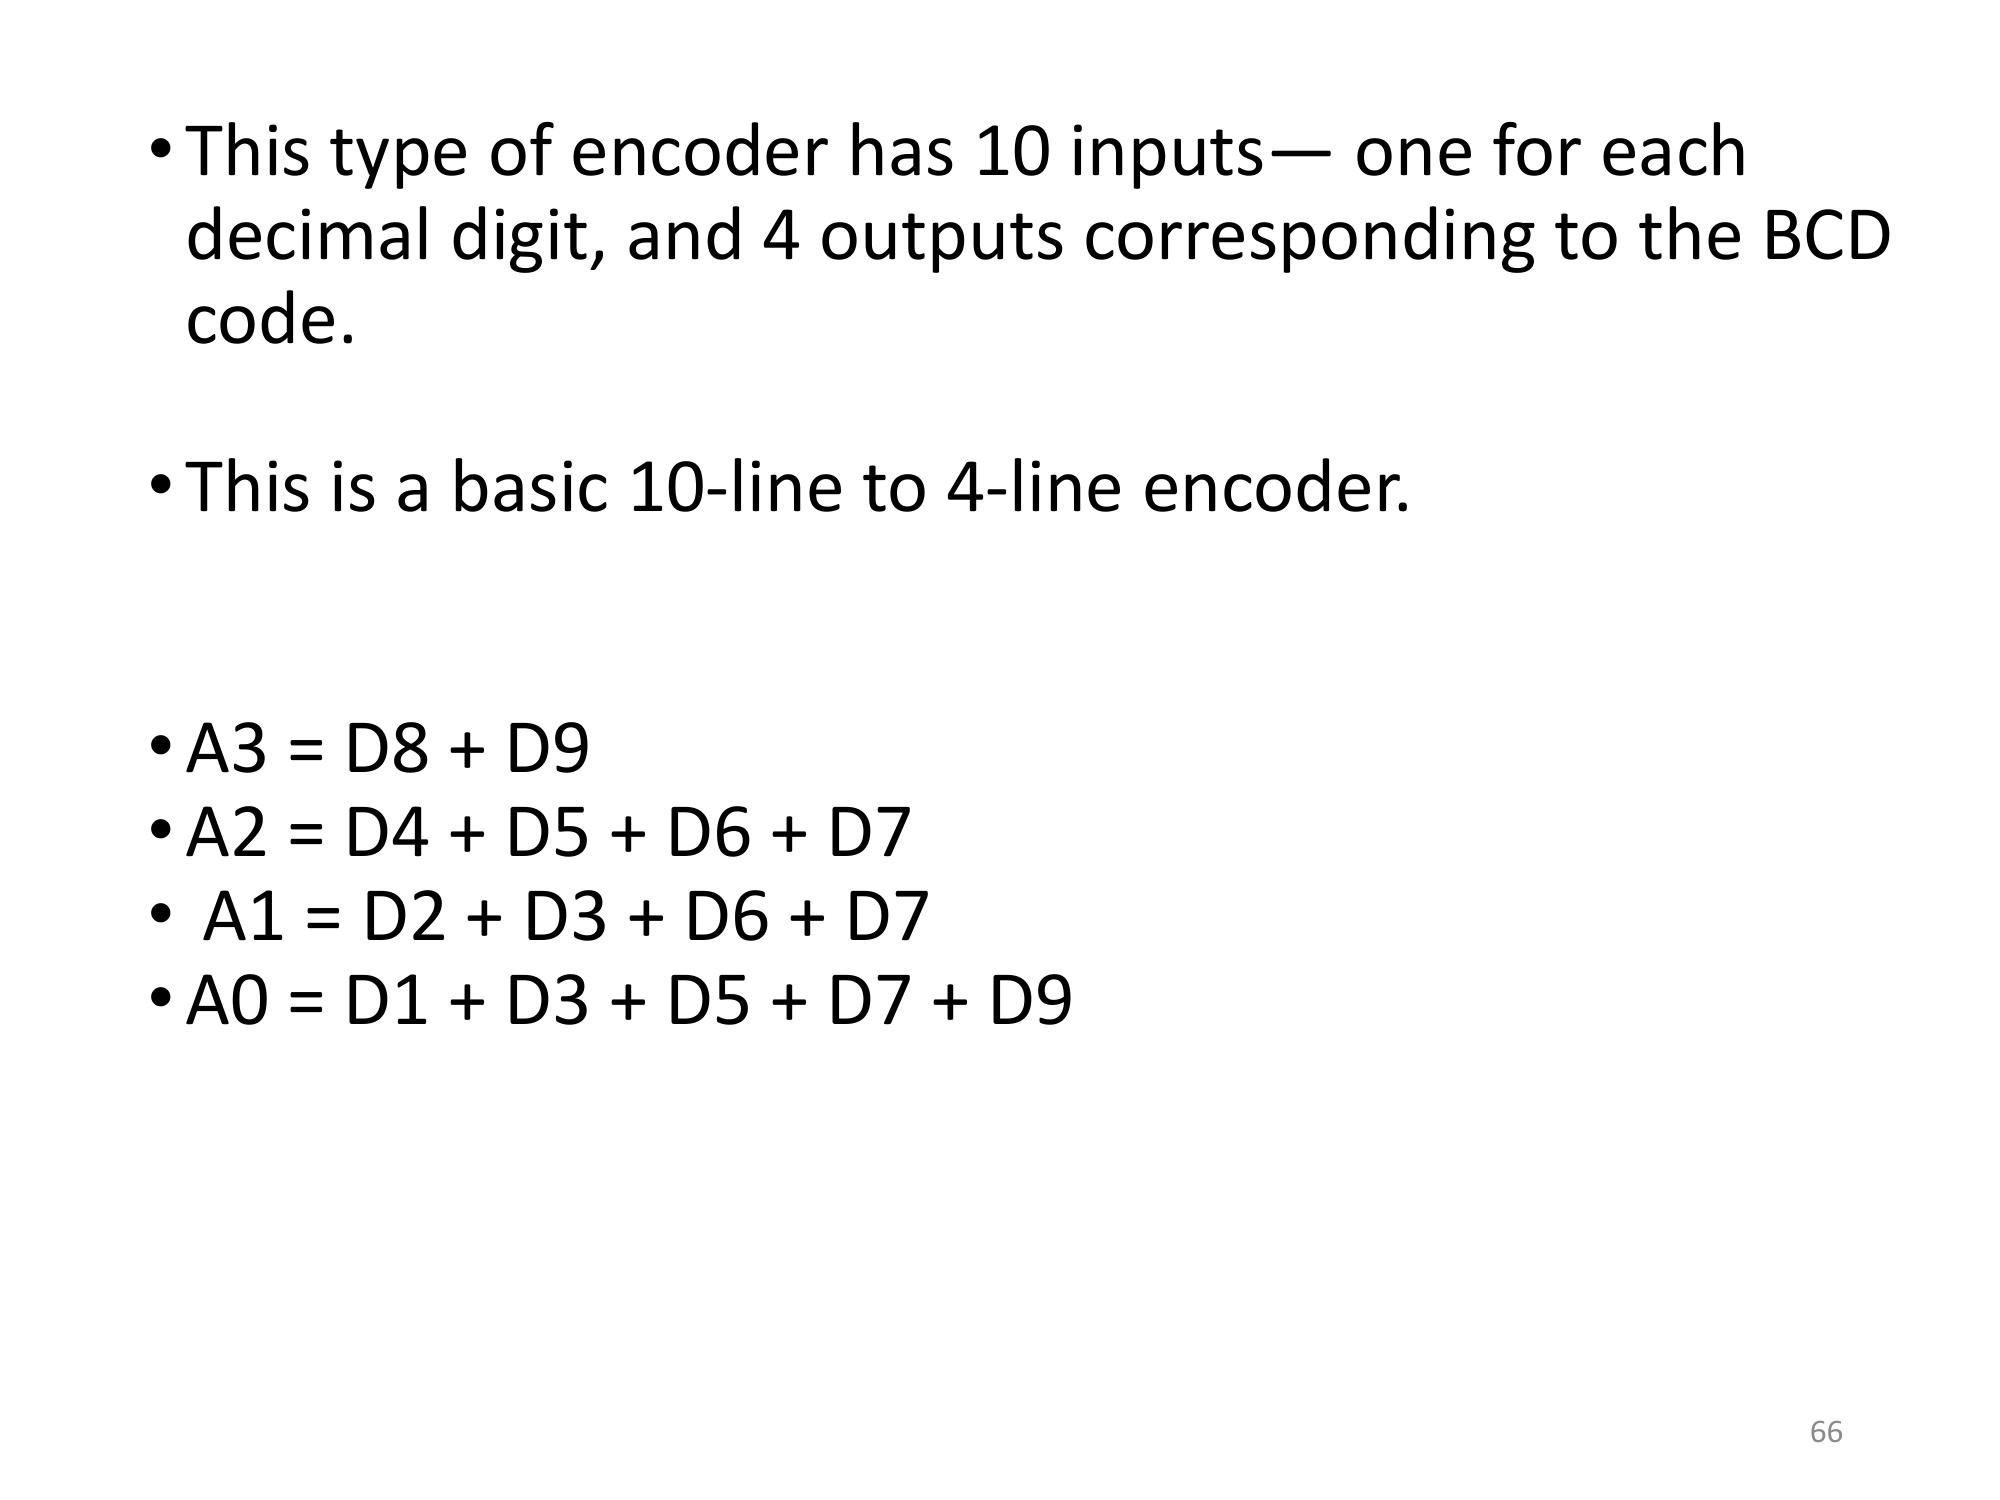 • This type of encoder has 10 inputs— one for each
decimal digit, and 4 outputs corresponding to the BCD
code.
• This is a basic 10-line to 4-line encoder.
• A3 = D8 + D9
• A2 = D4 + D5 + D6 + D7
• A1 = D2 + D3 + D6 + D7
• A0 = D1 + D3 + D5 + D7 + D9
66